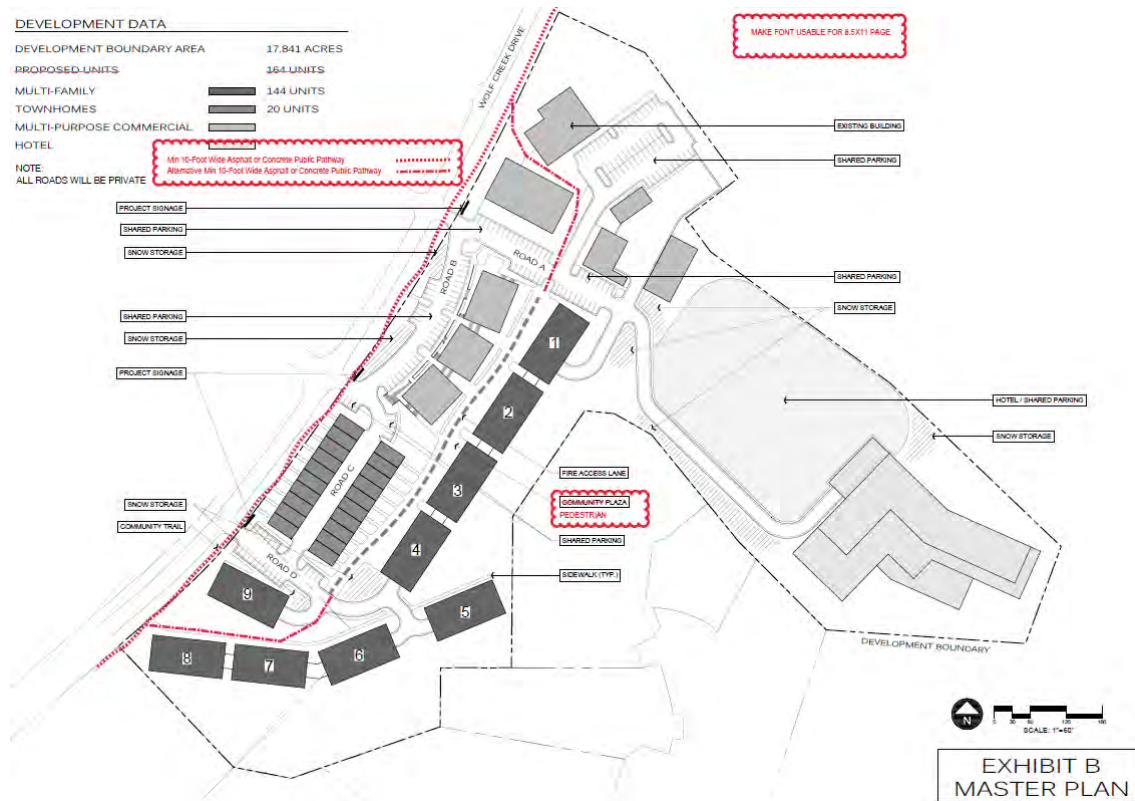 DEVELOPMENT DATA
DEVELOPMENT BOUNDARY AREA 17.841 ACRES
PROPOSED UNITS 164 UNITS
MULTI-FAMILY 144 UNITS
TOWNHOMES 20 UNITS
MULTI-PURPOSE COMMERCIAL
HOTEL
NOTE:
ALL ROADS WILL BE PRIVATE
Min 10-Foot Wide Asphalt or Concrete Public Pathway
Alternative Min 10-Foot Wide Asphalt or Concrete Public Pathway
MAKE FONT USABLE FOR 8.5X11 PAGE
WOLF CREEK DRIVE
EXISTING BUILDING
SHARED PARKING
PROJECT SIGNAGE
SHARED PARKING
SNOW STORAGE
ROAD A
ROAD B
SHARED PARKING
SNOW STORAGE
SHARED PARKING
SNOW STORAGE
PROJECT SIGNAGE
1
2
3
4
5
6
7
8
9
HOTEL / SHARED PARKING
SNOW STORAGE
FIRE ACCESS LANE
COMMUNITY PLAZA
PEDESTRIAN
SHARED PARKING
SIDEWALK (TYP.)
ROAD C
SNOW STORAGE
COMMUNITY TRAIL
ROAD D
DEVELOPMENT BOUNDARY
N
0 30 60 120 180
SCALE: 1"=60'
EXHIBIT B
MASTER PLAN